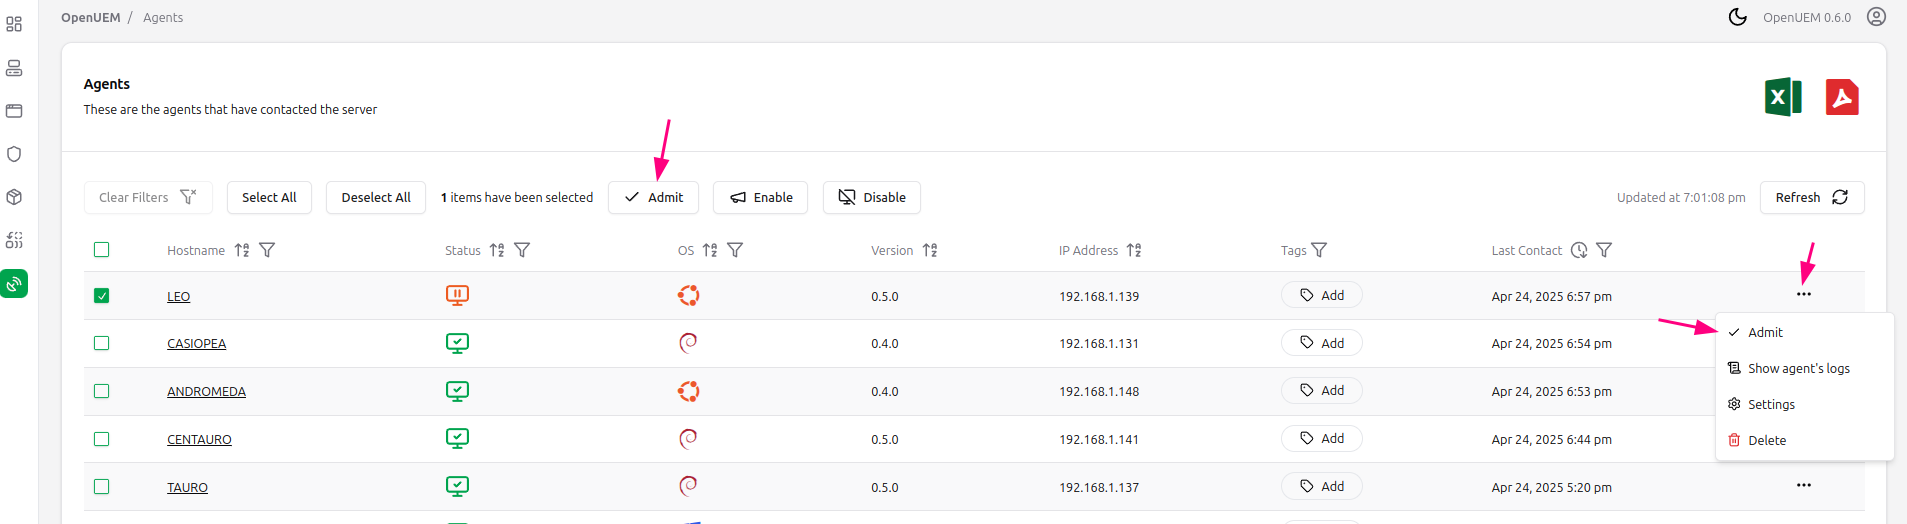 OpenUEM / Agents OpenUEM 0.6.0
Agents
These are the agents that have contacted the server
Clear Filters Select All Deselect All 1 items have been selected Admit Enable Disable Updated at 7:01:08 pm Refresh
Hostname Status OS Version IP Address Tags Last Contact
LEO 0.5.0 192.168.1.139 Add Apr 24, 2025 6:57 pm
Admit
CASIOPEA 0.4.0 192.168.1.131 Add Apr 24, 2025 6:54 pm
Show agent's logs
ANDROMEDA 0.4.0 192.168.1.148 Add Apr 24, 2025 6:53 pm
Settings
CENTAURO 0.5.0 192.168.1.141 Add Apr 24, 2025 6:44 pm
Delete
TAURO 0.5.0 192.168.1.137 Add Apr 24, 2025 5:20 pm